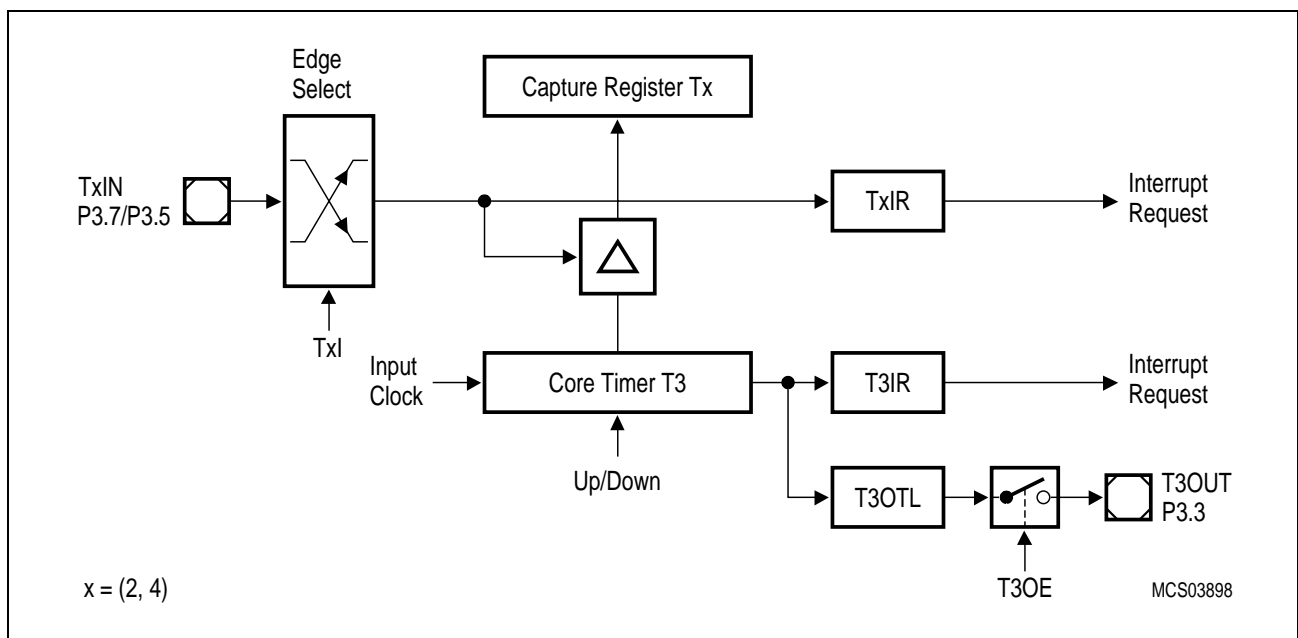 Edge
Select
Capture Register Tx
TxIN
P3.7/P3.5
TxIR
Interrupt
Request
TxI
Input
Clock
Core Timer T3
T3IR
Interrupt
Request
Up/Down
T3OTL
T3OUT
P3.3
T3OE
x = (2, 4)
MCS03898